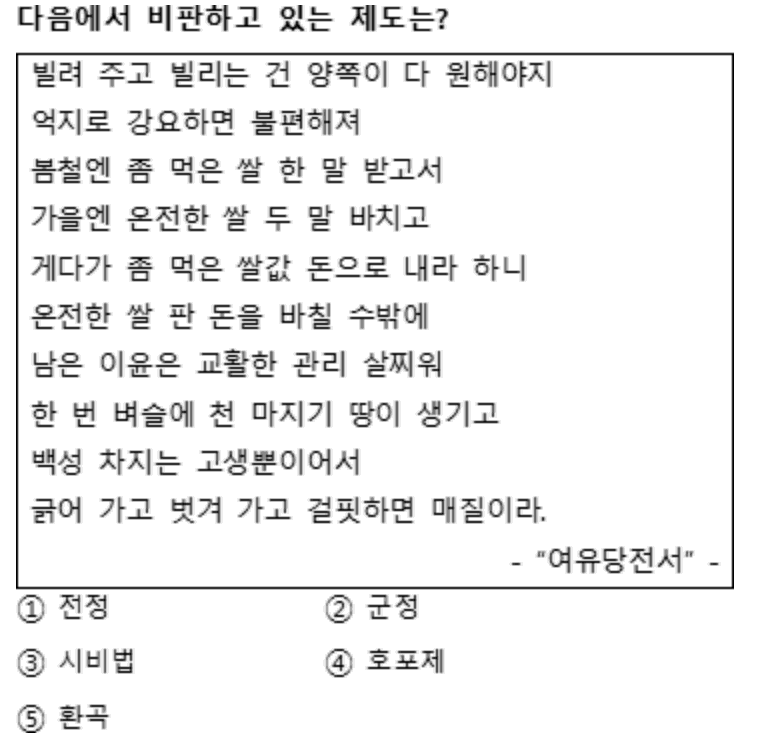 다음에서 비판하고 있는 제도는?
빌려 주고 빌리는 건 양쪽이 다 원해야지
억지로 강요하면 불편해져
봄철엔 좀 먹은 쌀 한 말 받고서
가을엔 온전한 쌀 두 말 바치고
게다가 좀 먹은 쌀값 돈으로 내라 하니
온전한 쌀 판 돈을 바칠 수밖에
남은 이윤은 교활한 관리 살찌워
한 번 벼슬에 천 마지기 땅이 생기고
백성 차지는 고생뿐이어서
긁어 가고 벗겨 가고 걸핏하면 매질이라.
- “여유당전서” -
① 전정 ② 군정
③ 시비법 ④ 호포제
⑤ 환곡